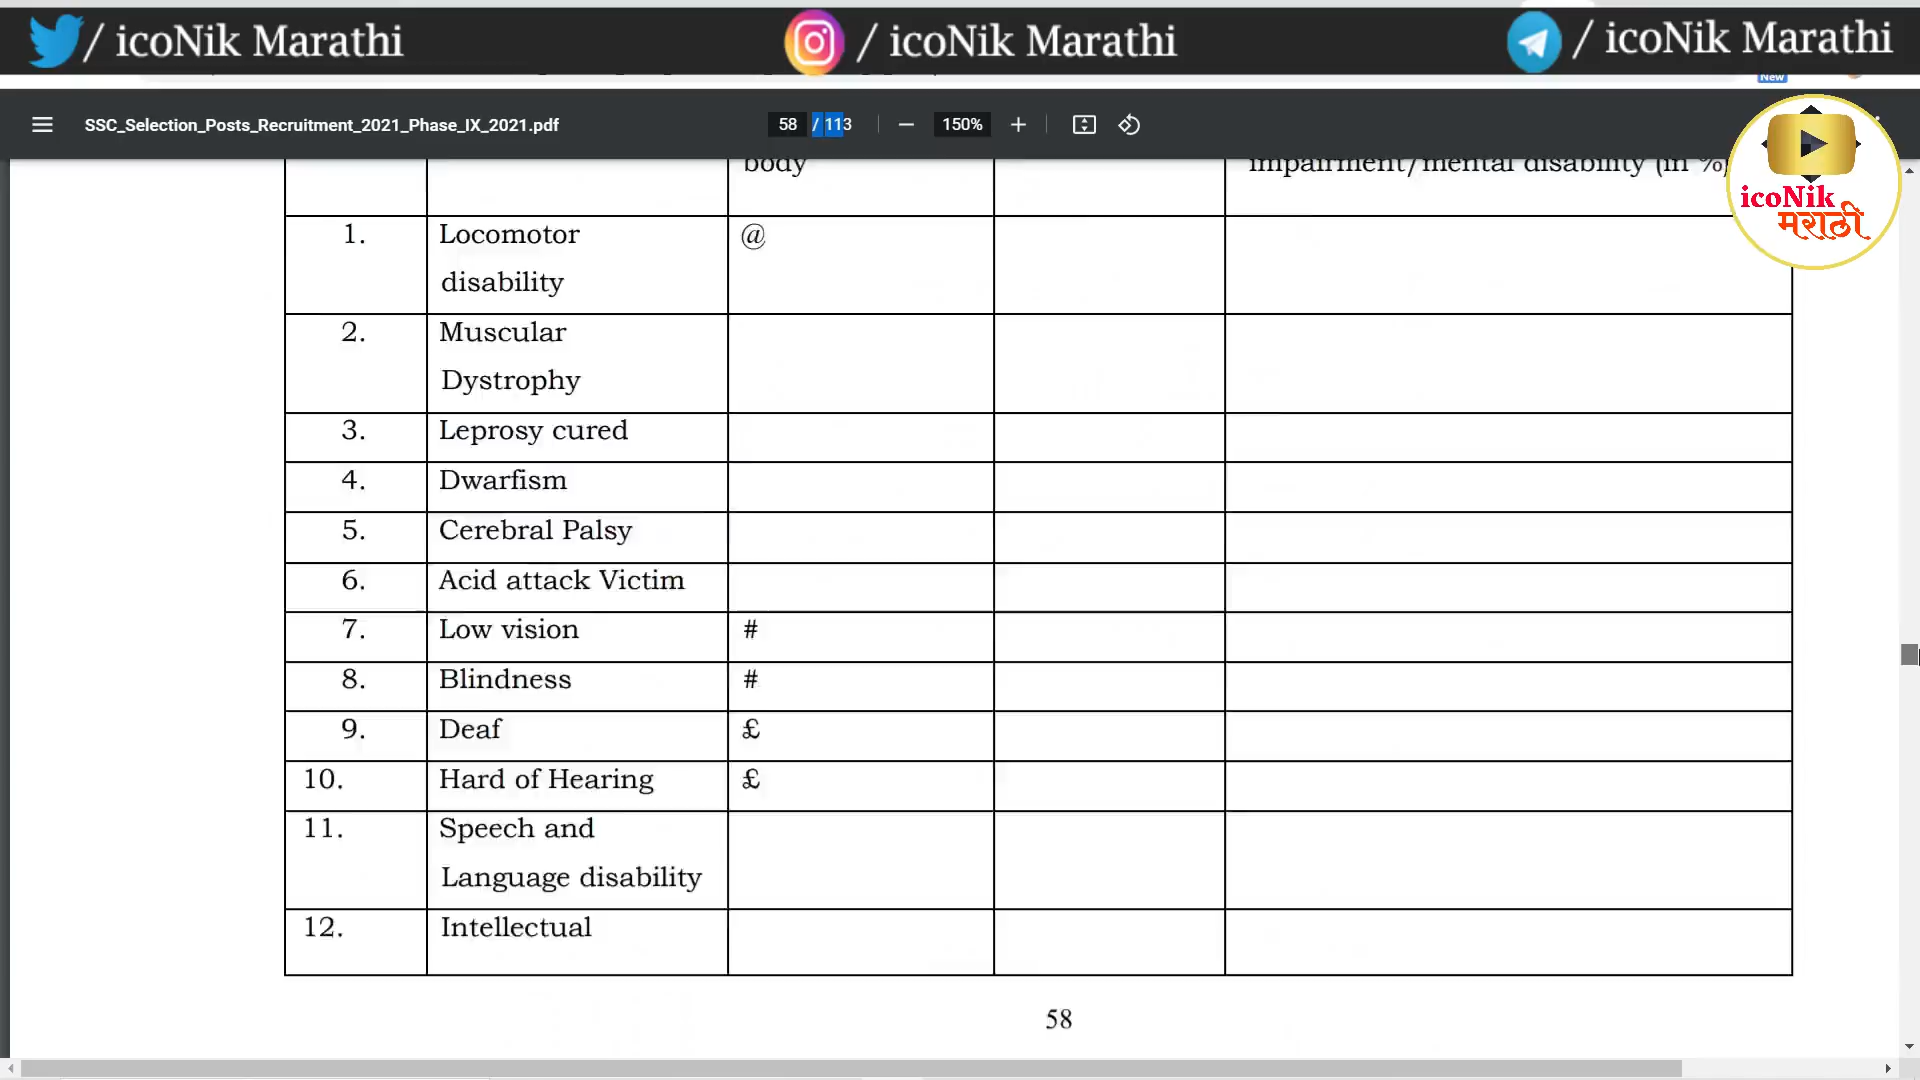 / icoNik Marathi / icoNik Marathi / icoNik Marathi
New
SSC_Selection_Posts_Recruitment_2021_Phase_IX_2021.pdf 58 / 113 150%
icoNik
मराठी
body impairment/mental disability (in %)
1. Locomotor @
disability
2. Muscular
Dystrophy
3. Leprosy cured
4. Dwarfism
5. Cerebral Palsy
6. Acid attack Victim
7. Low vision #
8. Blindness #
9. Deaf £
10. Hard of Hearing £
11. Speech and
Language disability
12. Intellectual
58